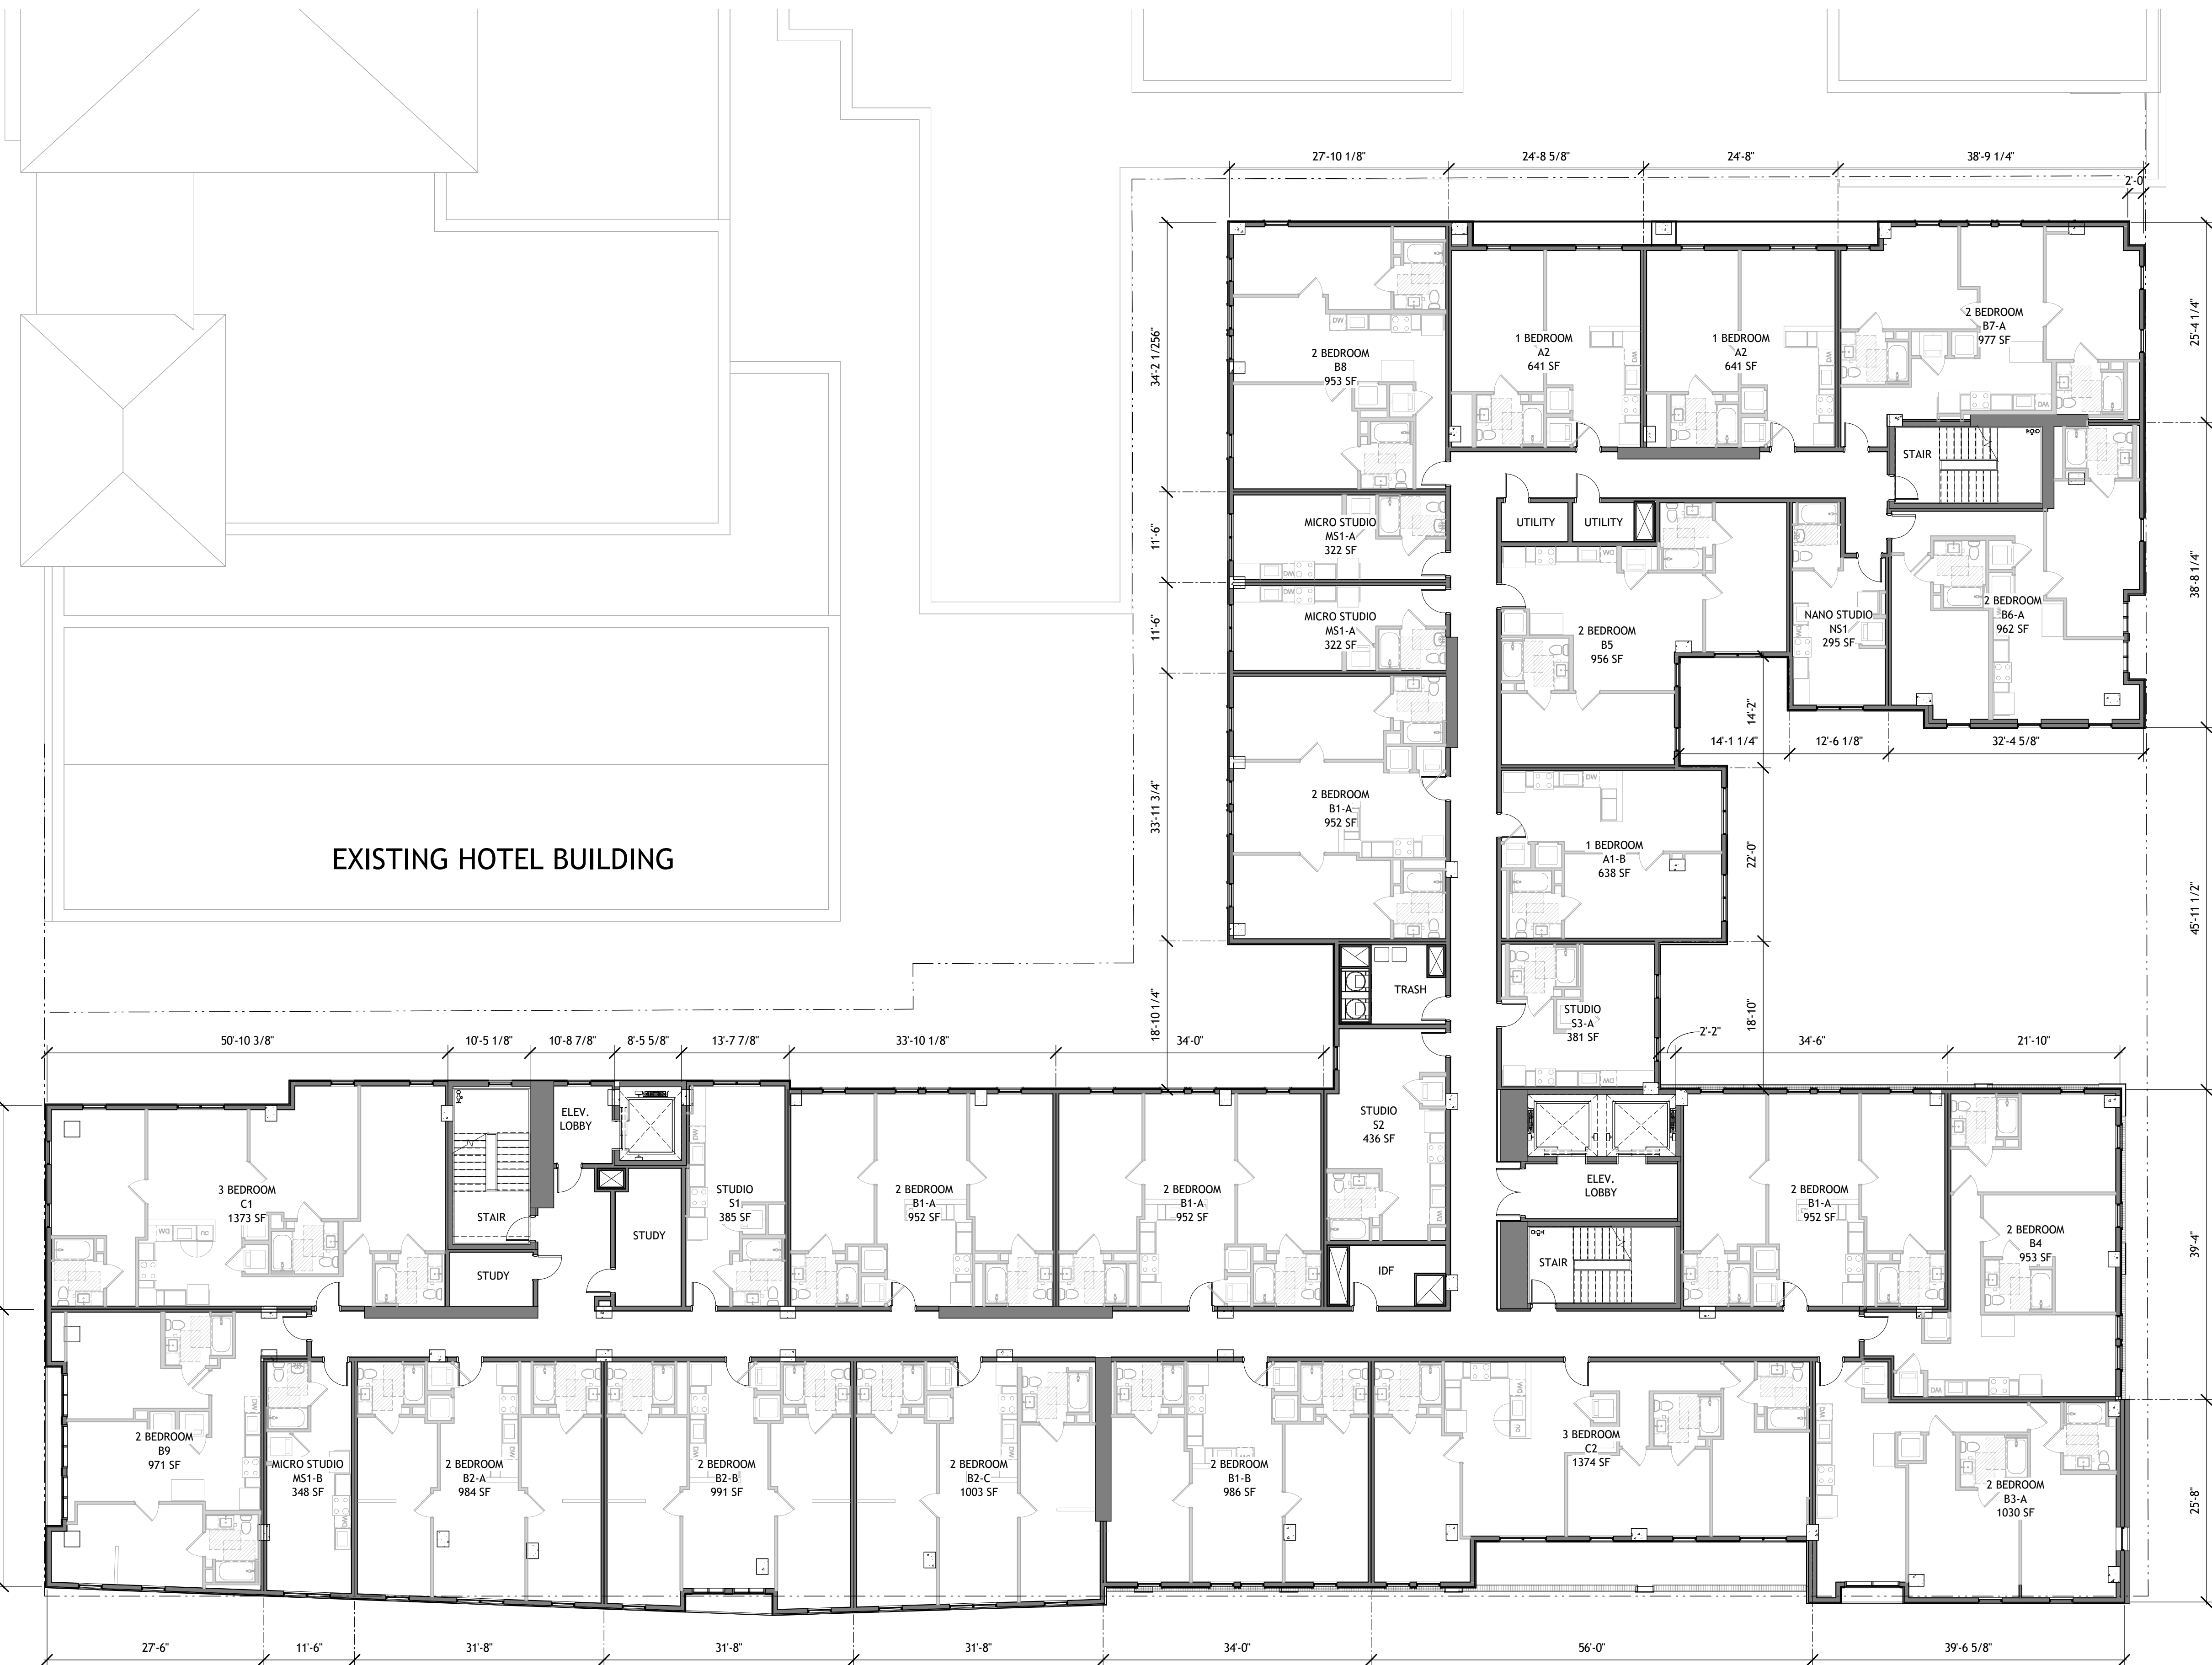 27'-10 1/8"
24'-8 5/8"
24'-8"
38'-9 1/4"
2'-0"
34'-2 1/256"
11'-6"
11'-6"
33'-11 3/4"
18'-10 1/4"
25'-4 1/4"
38'-8 1/4"
45'-11 1/2"
39'-4"
25'-8"
2 BEDROOM
B8
953 SF
1 BEDROOM
A2
641 SF
1 BEDROOM
A2
641 SF
2 BEDROOM
B7-A
977 SF
STAIR
UTILITY
UTILITY
MICRO STUDIO
MS1-A
322 SF
MICRO STUDIO
MS1-A
322 SF
2 BEDROOM
B5
956 SF
NANO STUDIO
NS1
295 SF
2 BEDROOM
B6-A
962 SF
14'-2"
14'-1 1/4"
12'-6 1/8"
32'-4 5/8"
2 BEDROOM
B1-A
952 SF
1 BEDROOM
A1-B
638 SF
22'-0"
EXISTING HOTEL BUILDING
TRASH
STUDIO
S3-A
381 SF
18'-10"
2'-2"
50'-10 3/8"
10'-5 1/8"
10'-8 7/8"
8'-5 5/8"
13'-7 7/8"
33'-10 1/8"
34'-0"
34'-6"
21'-10"
3 BEDROOM
C1
1373 SF
STAIR
ELEV.
LOBBY
STUDY
STUDY
STUDIO
S1
385 SF
2 BEDROOM
B1-A
952 SF
2 BEDROOM
B1-A
952 SF
STUDIO
S2
436 SF
IDF
ELEV.
LOBBY
STAIR
2 BEDROOM
B1-A
952 SF
2 BEDROOM
B4
953 SF
2 BEDROOM
B9
971 SF
MICRO STUDIO
MS1-B
348 SF
2 BEDROOM
B2-A
984 SF
2 BEDROOM
B2-B
991 SF
2 BEDROOM
B2-C
1003 SF
2 BEDROOM
B1-B
986 SF
3 BEDROOM
C2
1374 SF
2 BEDROOM
B3-A
1030 SF
27'-6"
11'-6"
31'-8"
31'-8"
31'-8"
34'-0"
56'-0"
39'-6 5/8"